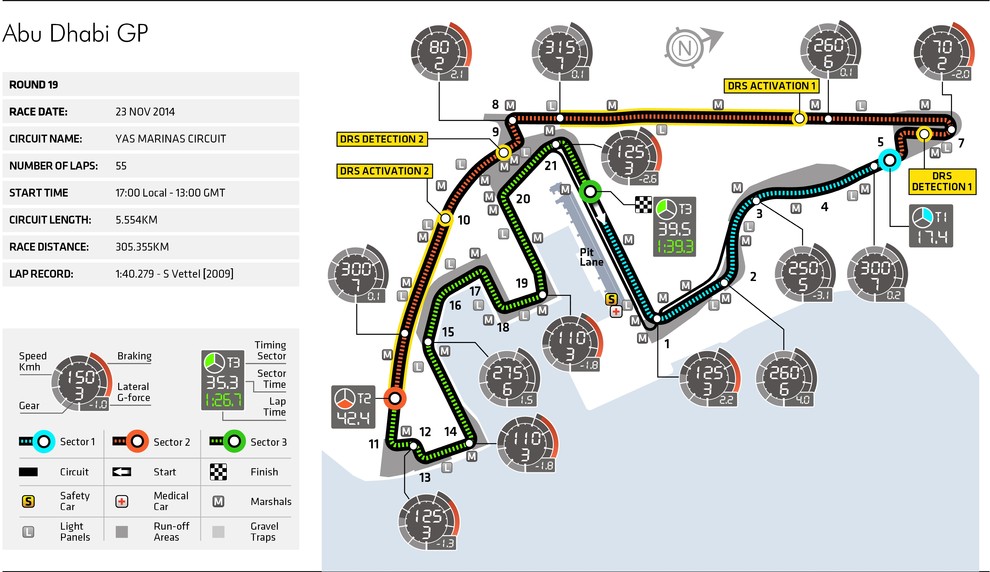 Abu Dhabi GP
ROUND 19
RACE DATE: 23 NOV 2014
CIRCUIT NAME: YAS MARINAS CIRCUIT
NUMBER OF LAPS: 55
START TIME 17:00 Local - 13:00 GMT
CIRCUIT LENGTH: 5.554KM
RACE DISTANCE: 305.355KM
LAP RECORD: 1:40.279 - S Vettel [2009]
Speed Kmh
Braking
Lateral G-force
Gear
150
3
-1.0
T3
35.3
1:26.7
Timing Sector
Sector Time
Lap Time
Sector 1
Sector 2
Sector 3
Circuit
Start
Finish
S
Safety Car
Medical Car
M
Marshals
L
Light Panels
Run-off Areas
Gravel Traps
80
2
2.1
315
7
0.1
260
6
0.1
70
2
-2.0
N
DRS ACTIVATION 1
8
M
L
M
M
L
M
L
9
DRS DETECTION 2
DRS ACTIVATION 2
125
3
-2.6
5
7
DRS DETECTION 1
T1
17.4
21
20
10
T3
39.5
1:39.3
3
4
2
250
5
-3.1
300
7
0.2
Pit Lane
S
300
7
0.1
19
17
16
18
15
1
110
3
-1.8
275
6
1.5
125
3
2.2
260
6
4.0
T2
42.4
11
12
14
13
110
3
-1.8
125
3
-1.3